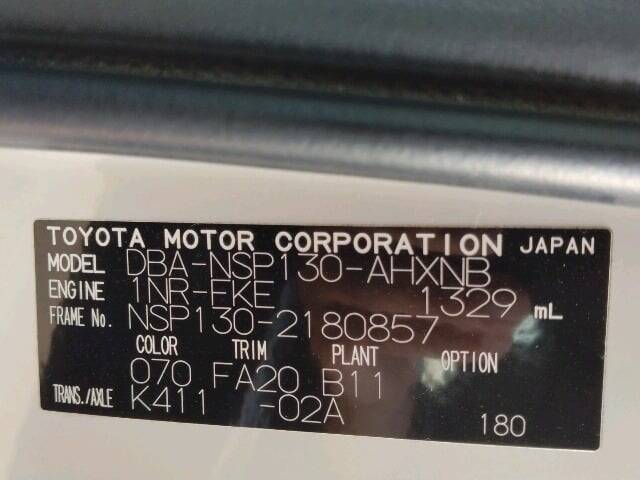 TOYOTA MOTOR CORPORATION JAPAN
MODEL DBA-NSP130-AHXNB
ENGINE 1NR-FKE 1329 mL
FRAME No. NSP130-2180857
COLOR TRIM PLANT OPTION
070 FA20 B11
TRANS./AXLE K411 -02A
180